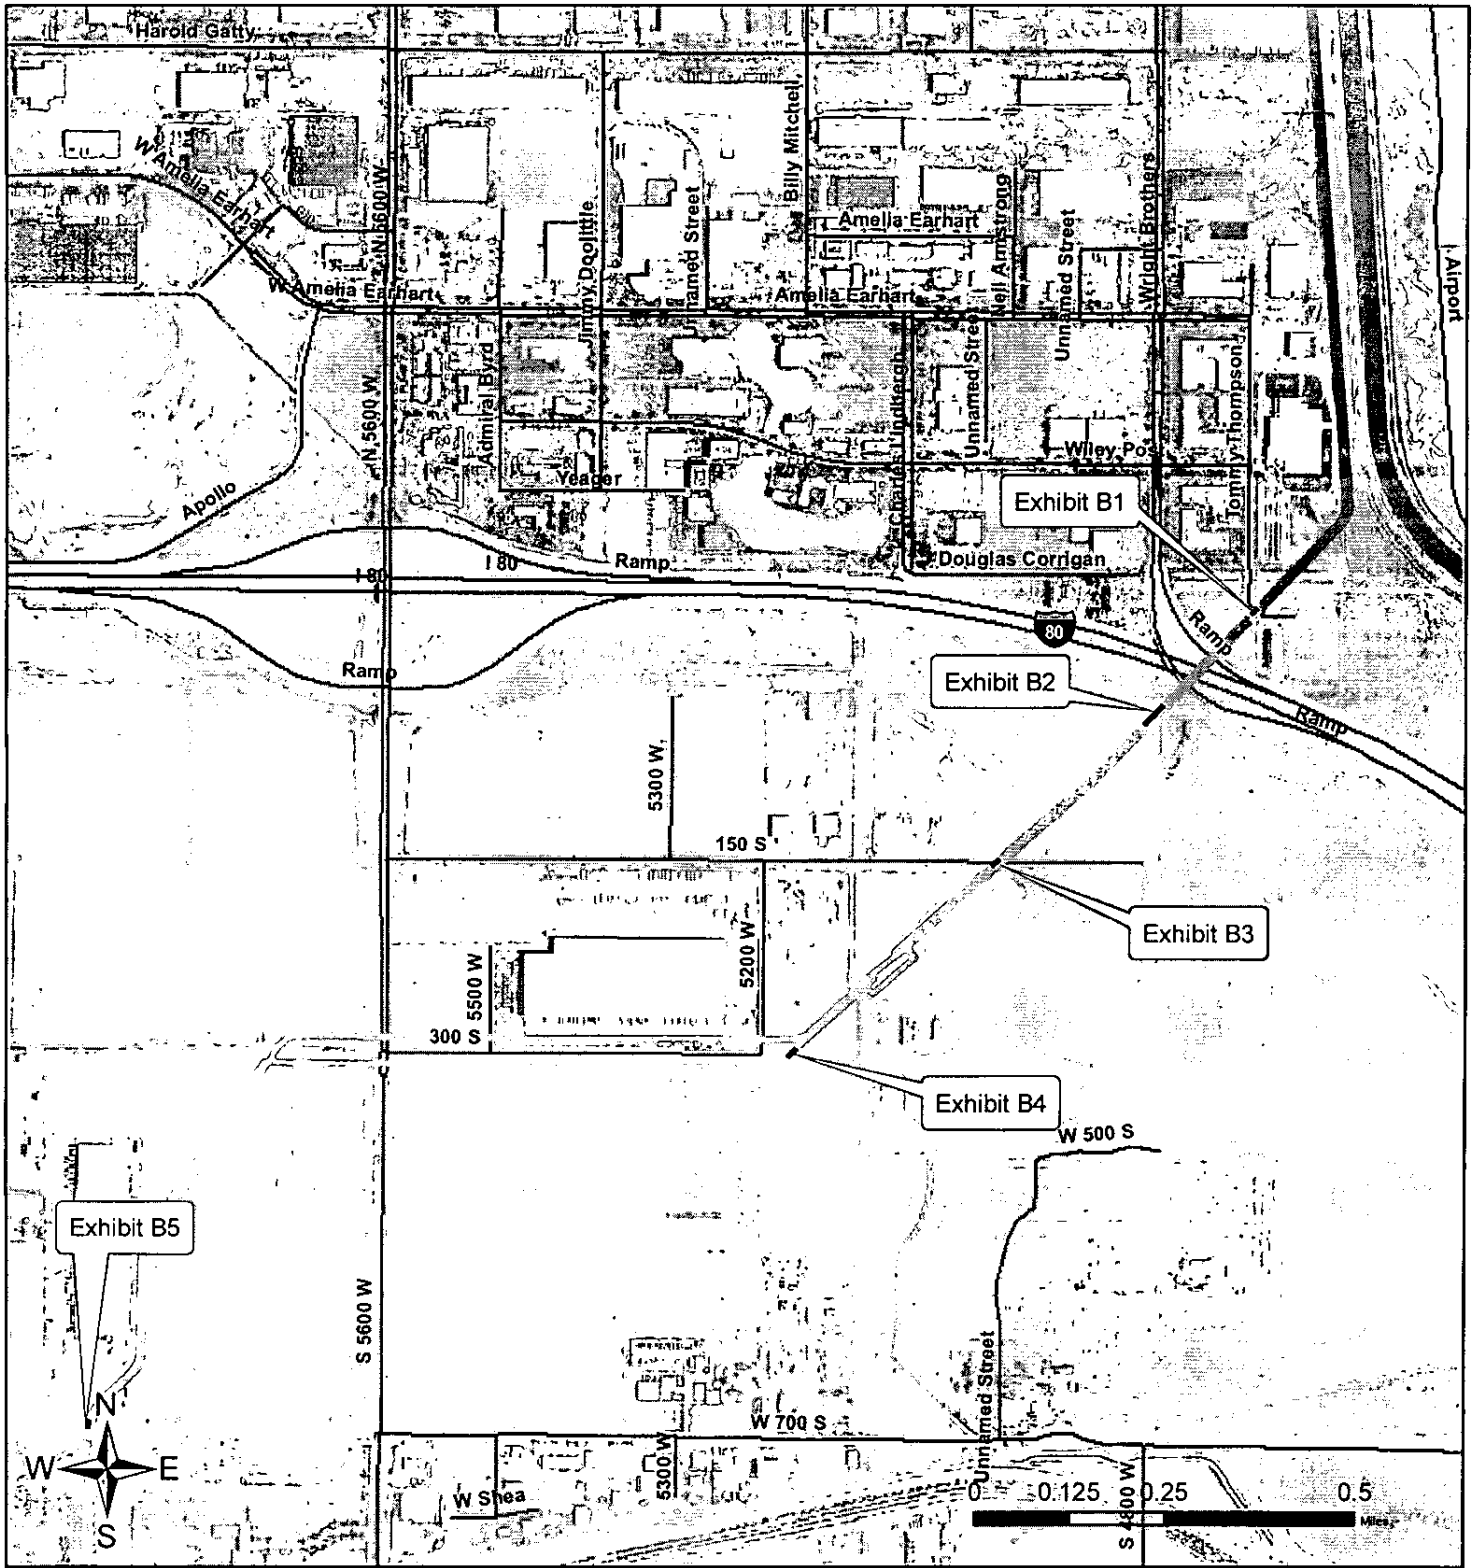 Harold Gatty
W Amelia Earhart
N 5600 W
Billy Mitchell
Jimmy Doolittle
Unnamed Street
Amelia Earhart
Neil Armstrong
Unnamed Street
Wright Brothers
W Amelia Earhart
Amelia Earhart
Airport
N 5600 W
Admiral Byrd
Charles Lindbergh
Unnamed Street
Tommy Thompson
Wiley Pos
Yeager
Apollo
Exhibit B1
I 80
I 80
Ramp
Douglas Corrigan
80
Ramp
Ramp
Exhibit B2
Ramp
5300 W
150 S
Exhibit B3
5500 W
5200 W
300 S
Exhibit B4
W 500 S
Exhibit B5
S 5600 W
Unnamed Street
W 700 S
5300 W
S 4800 W
W Shea
N
W E
S
0 0.125 0.25 0.5
Miles